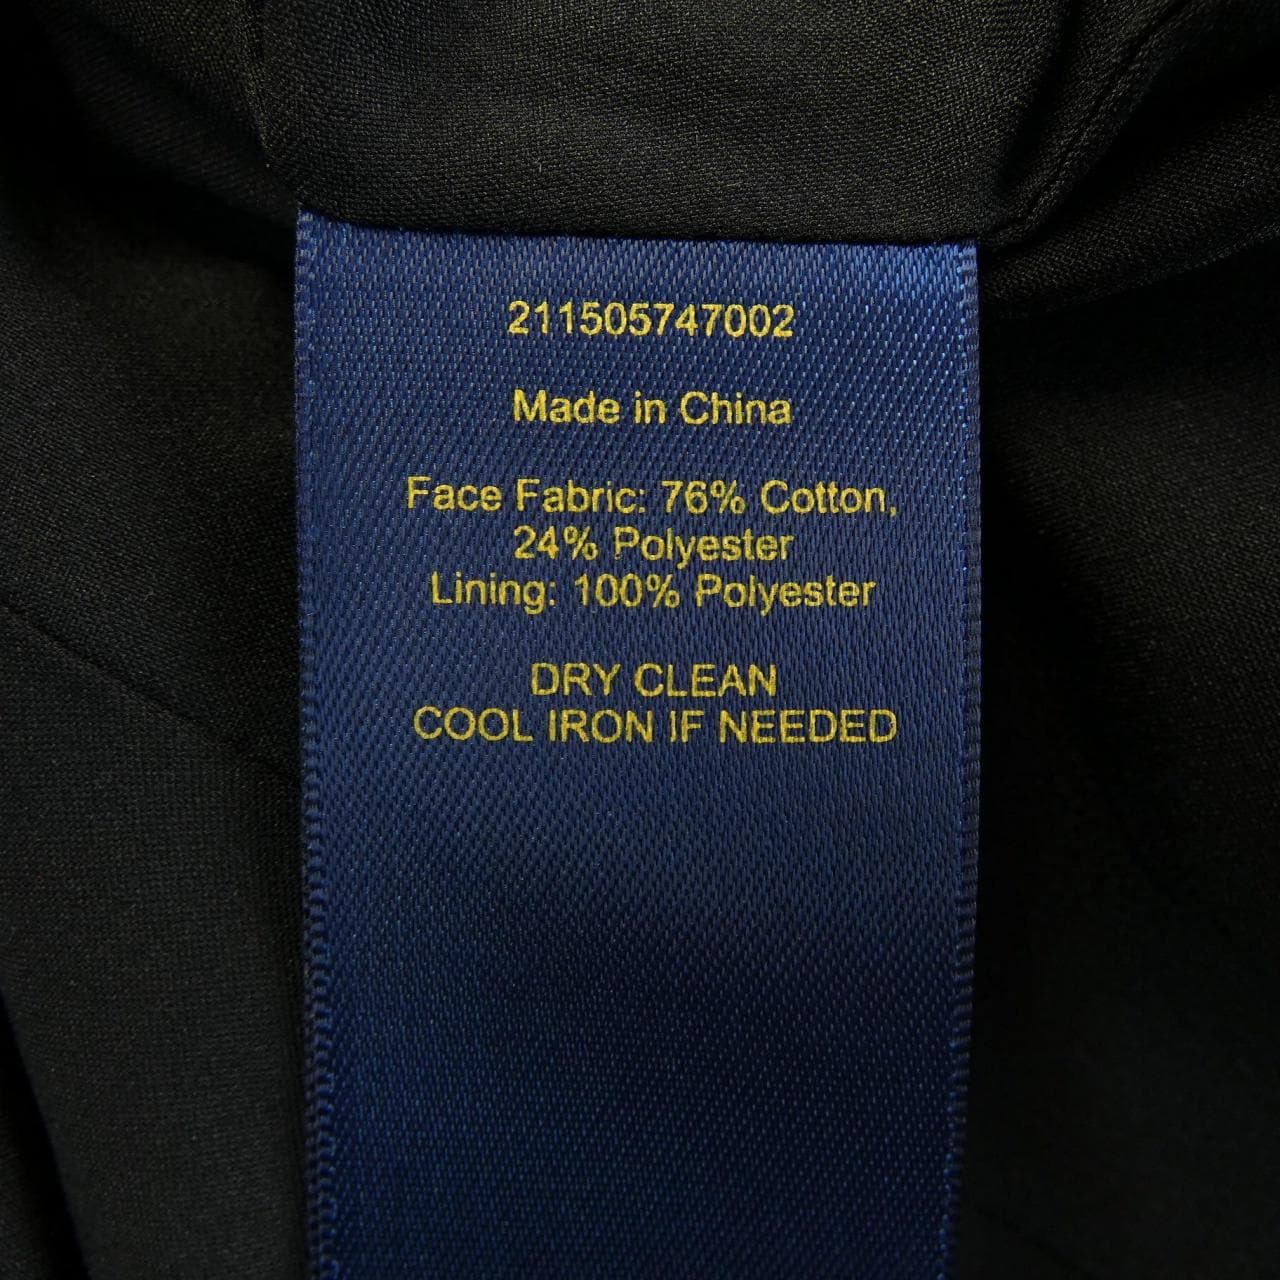 211505747002
Made in China
Face Fabric: 76% Cotton,
24% Polyester
Lining: 100% Polyester
DRY CLEAN
COOL IRON IF NEEDED